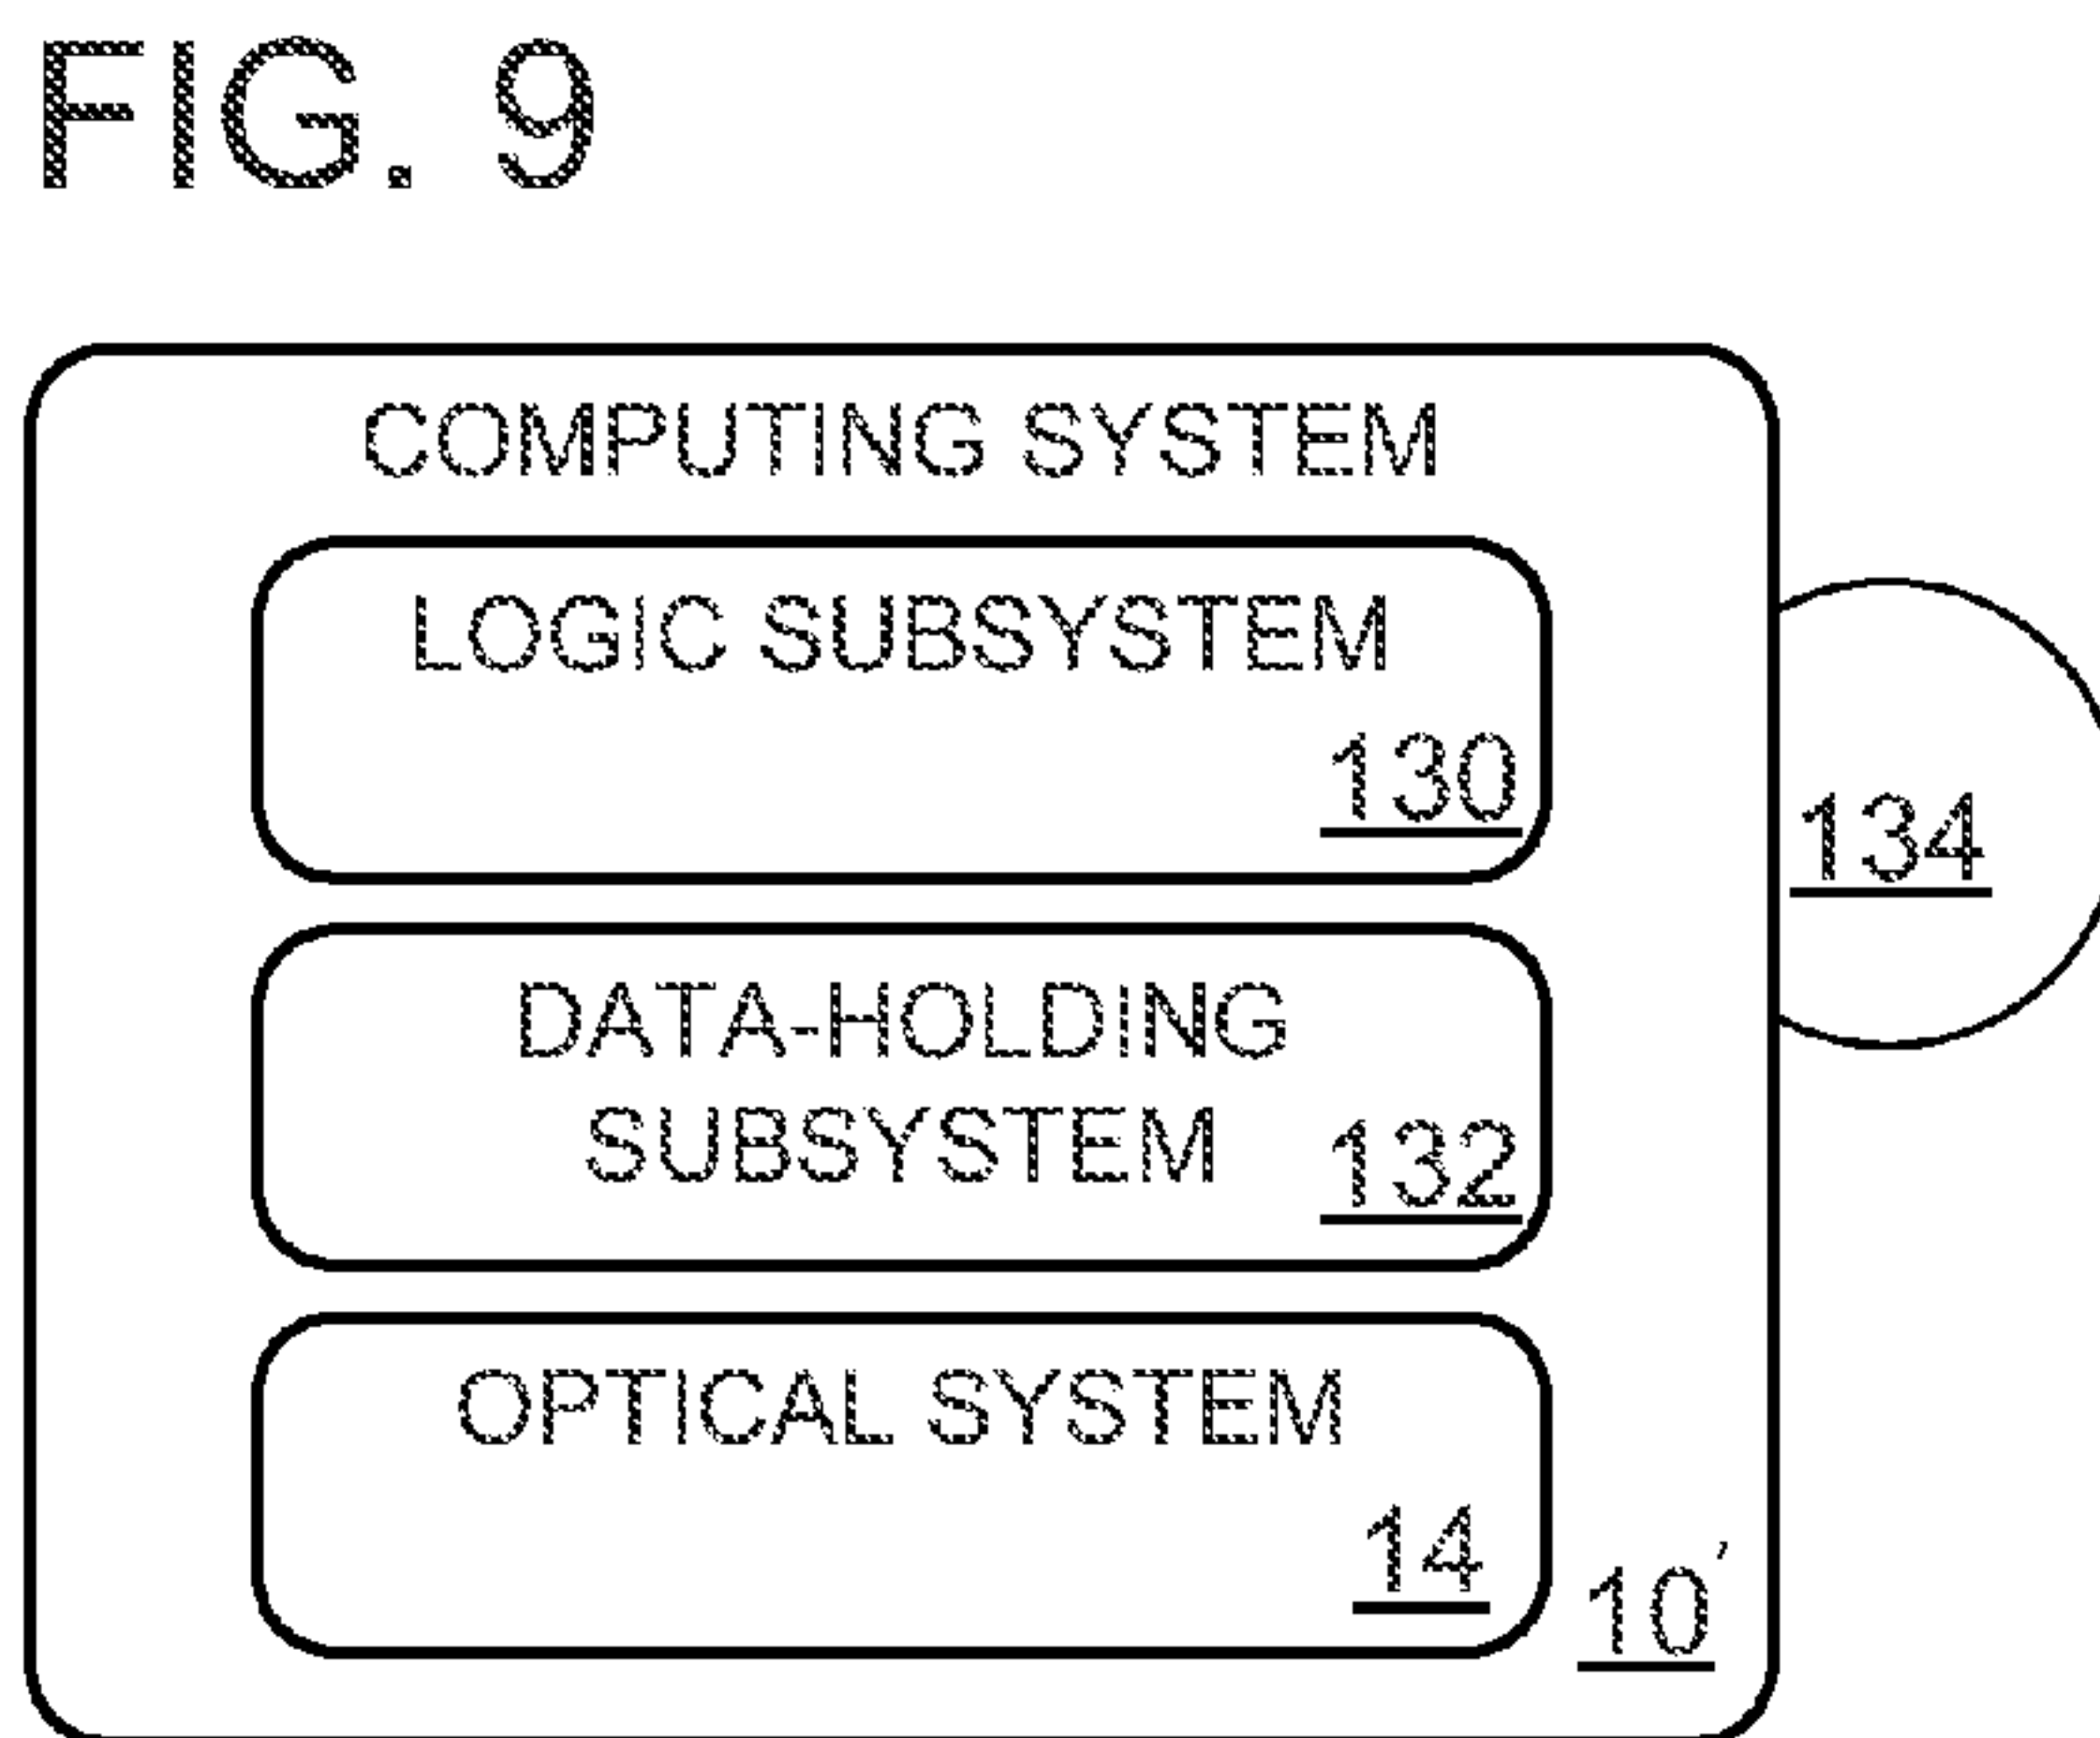 FIG. 9
COMPUTING SYSTEM
LOGIC SUBSYSTEM
130
134
DATA-HOLDING
SUBSYSTEM
132
OPTICAL SYSTEM
14
10'